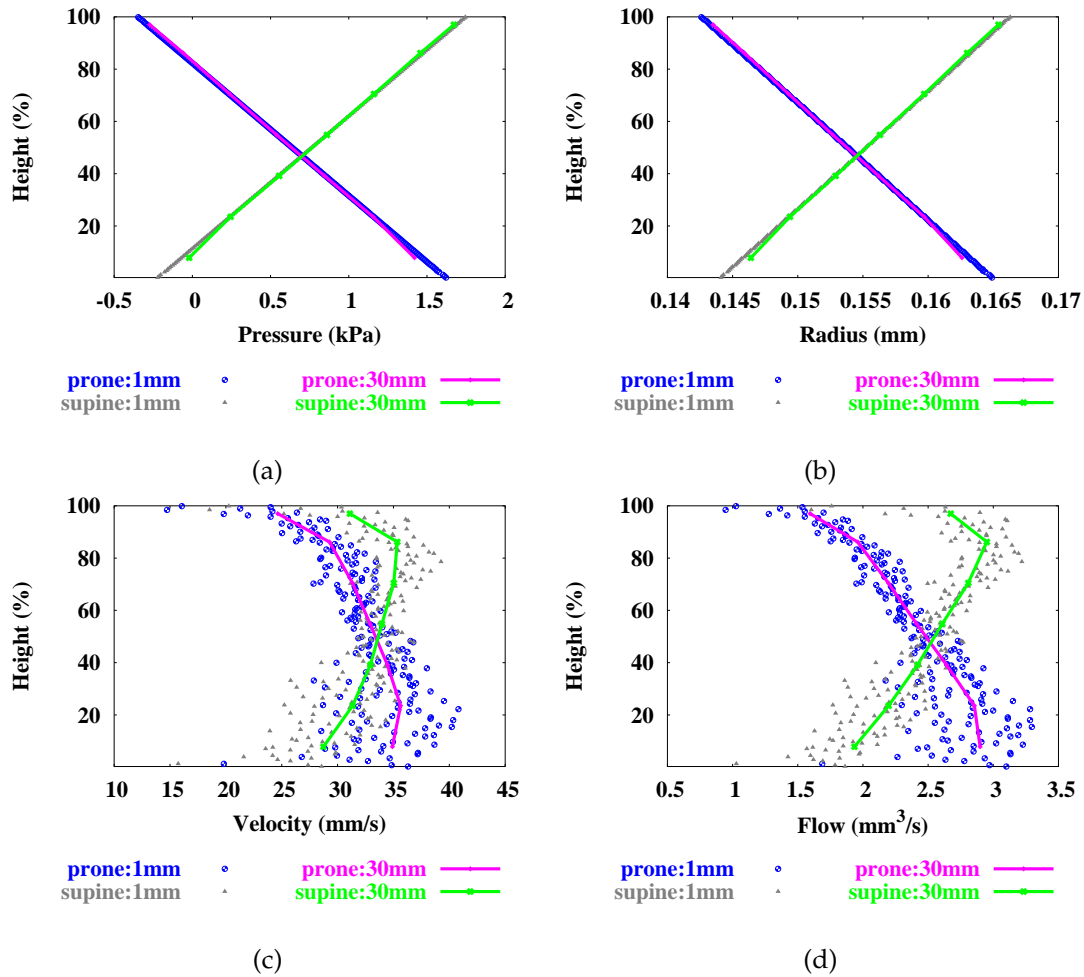 100
80
60
40
20
Height (%)
-0.5 0 0.5 1 1.5 2
Pressure (kPa)
prone:1mm prone:30mm
supine:1mm supine:30mm
(a)
100
80
60
40
20
Height (%)
0.14 0.145 0.15 0.155 0.16 0.165 0.17
Radius (mm)
prone:1mm prone:30mm
supine:1mm supine:30mm
(b)
100
80
60
40
20
Height (%)
10 15 20 25 30 35 40 45
Velocity (mm/s)
prone:1mm prone:30mm
supine:1mm supine:30mm
(c)
100
80
60
40
20
Height (%)
0.5 1 1.5 2 2.5 3 3.5
Flow (mm³/s)
prone:1mm prone:30mm
supine:1mm supine:30mm
(d)